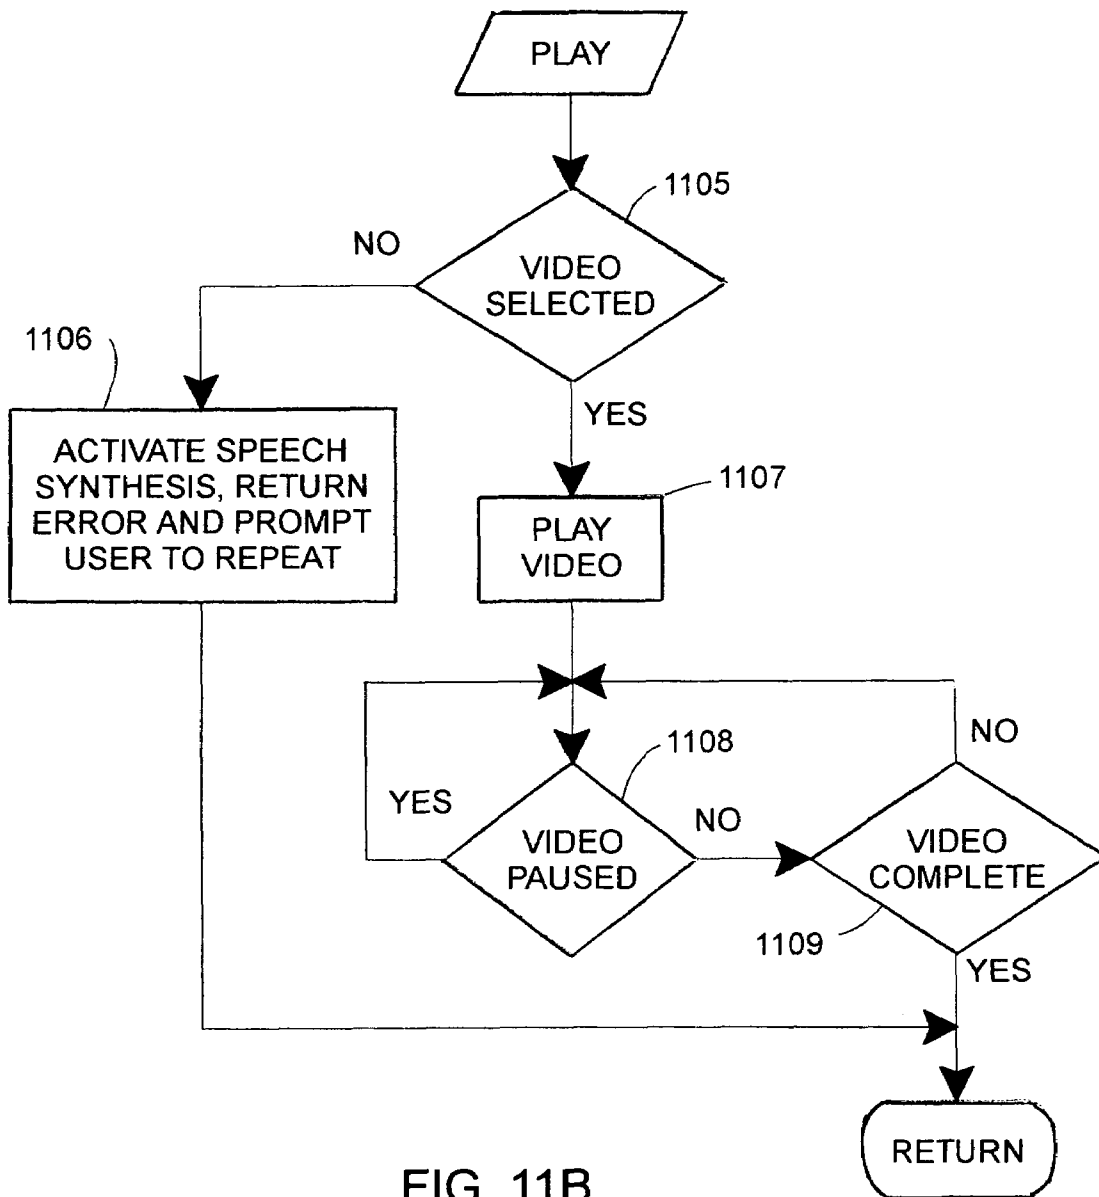 PLAY
1105
NO
VIDEO
SELECTED
1106
YES
ACTIVATE SPEECH
SYNTHESIS, RETURN
ERROR AND PROMPT
USER TO REPEAT
1107
PLAY
VIDEO
1108
NO
YES
NO
VIDEO
PAUSED
VIDEO
COMPLETE
1109
YES
RETURN
FIG. 11B